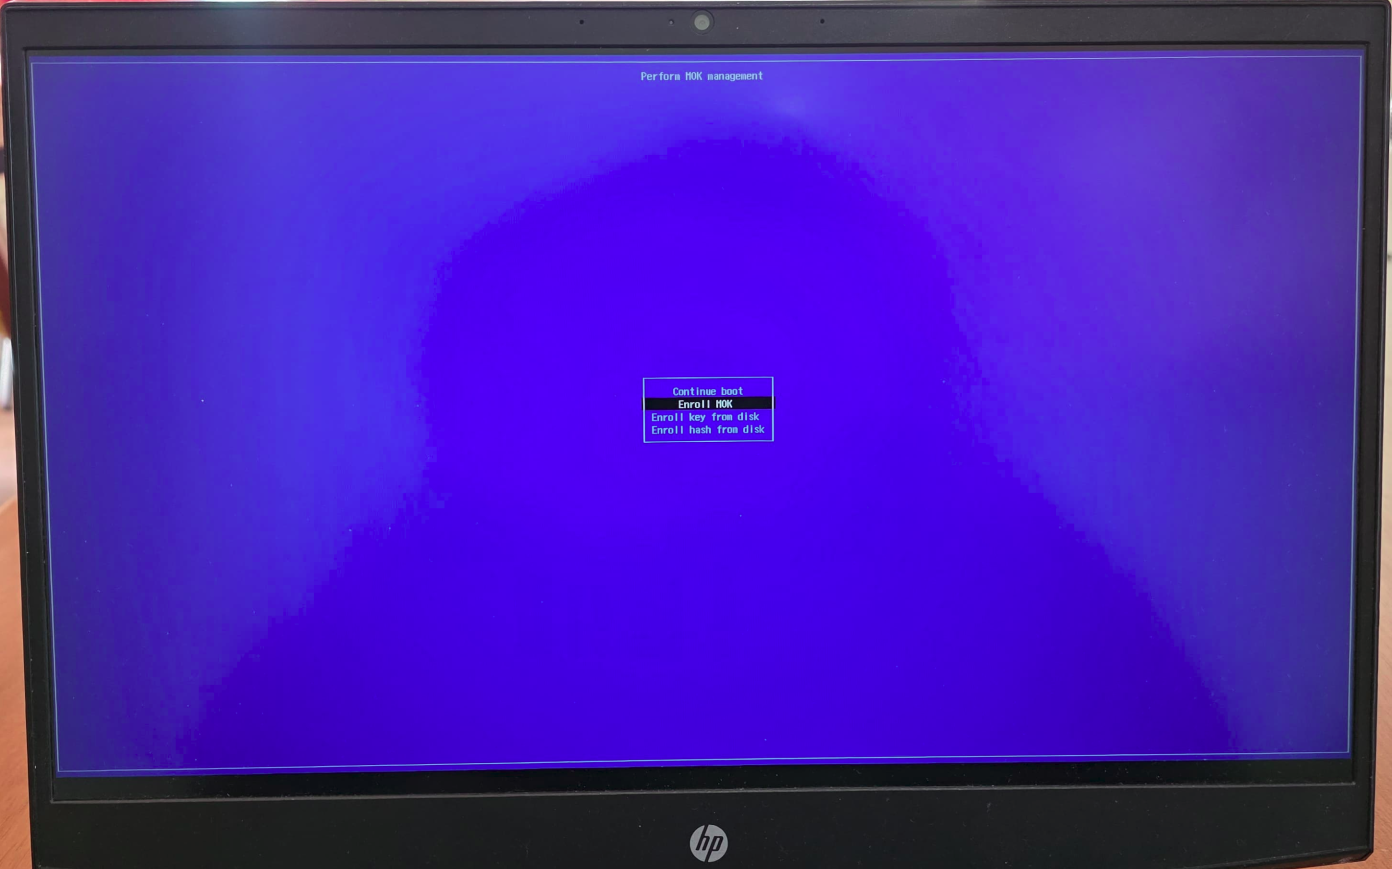 Perform MOK management
Continue boot
Enroll MOK
Enroll key from disk
Enroll hash from disk
hp